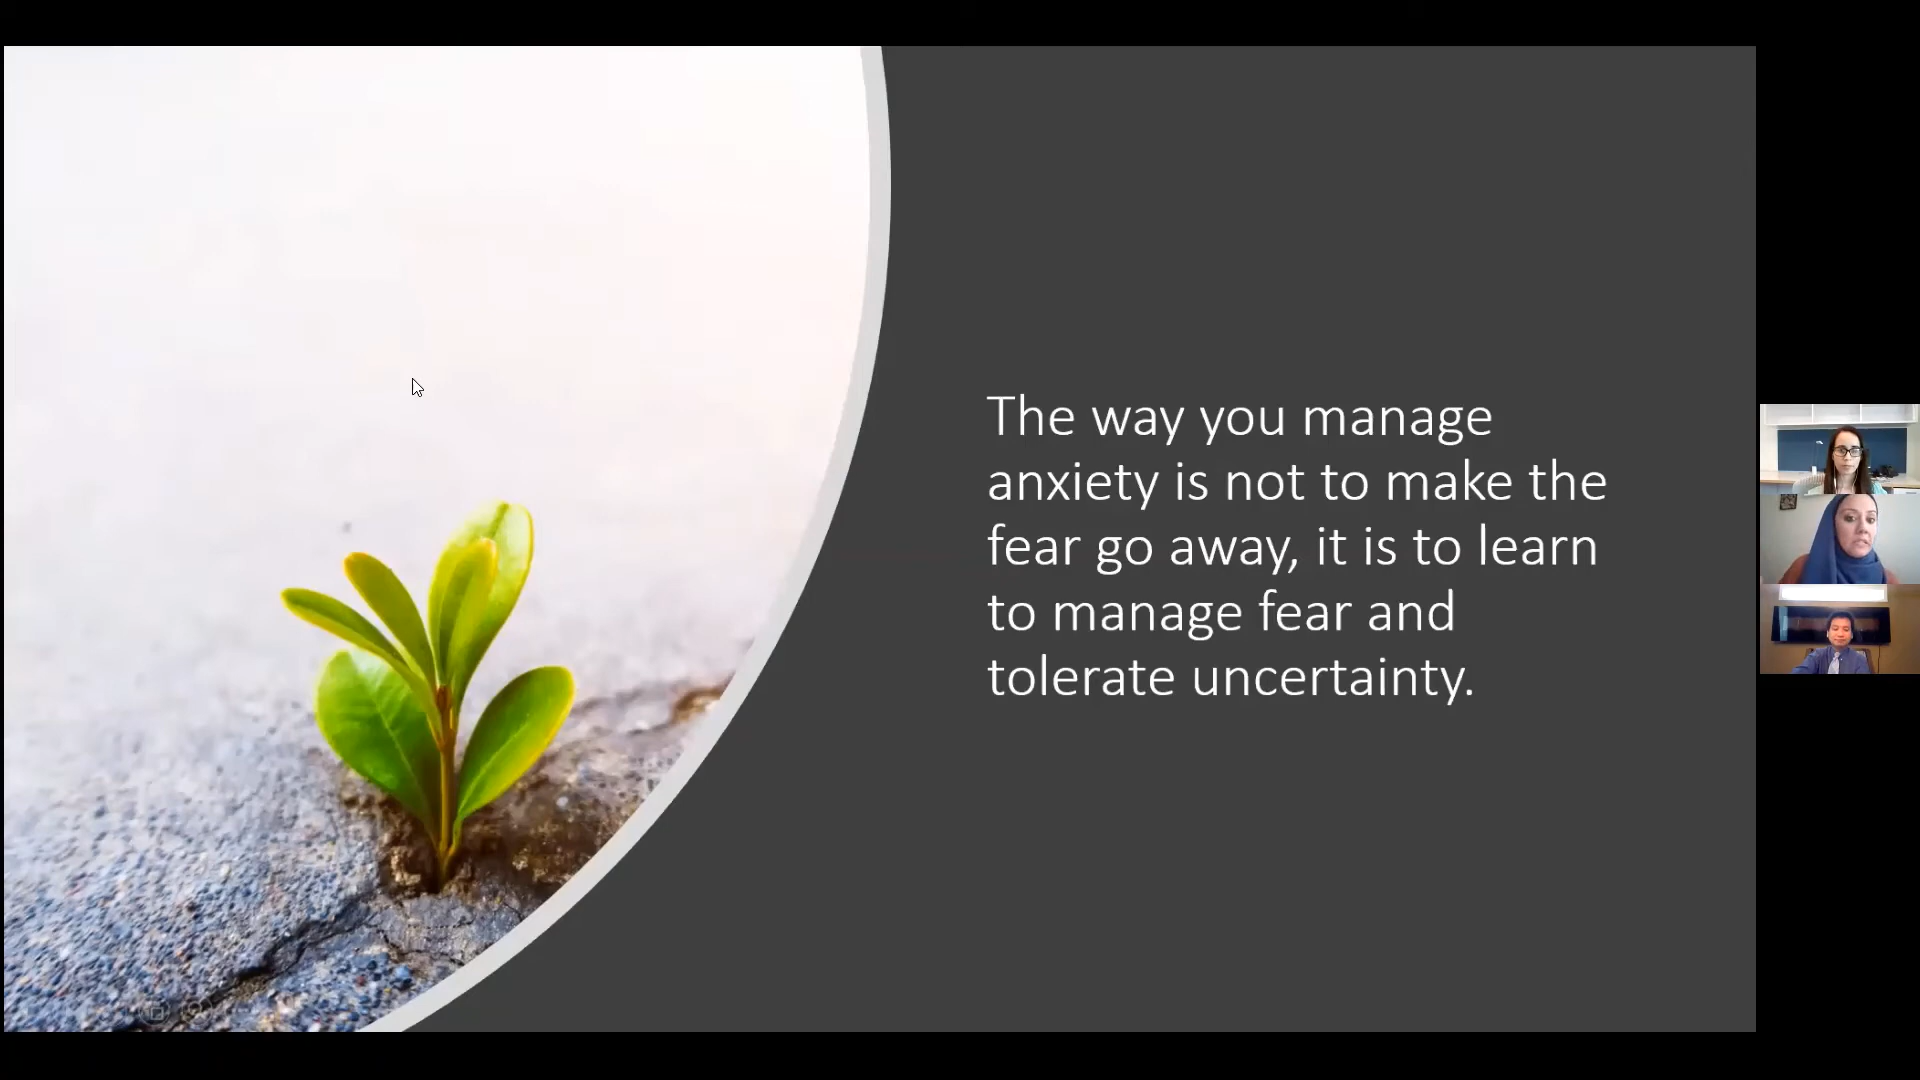 The way you manage
anxiety is not to make the
fear go away, it is to learn
to manage fear and
tolerate uncertainty.